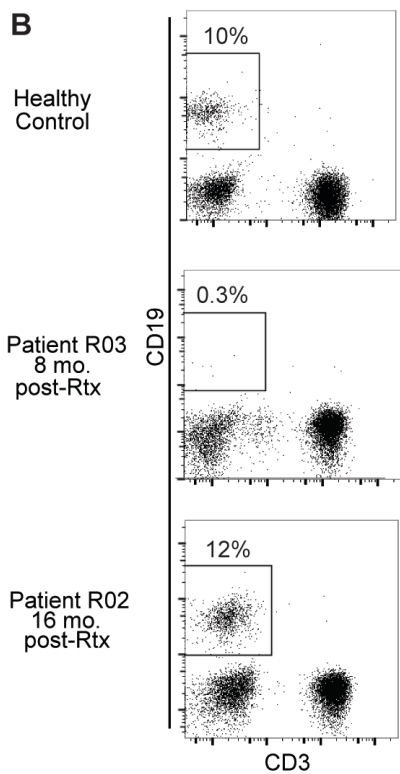 B
10%
Healthy
Control
0.3%
CD19
Patient R03
8 mo.
post-Rtx
12%
Patient R02
16 mo.
post-Rtx
CD3